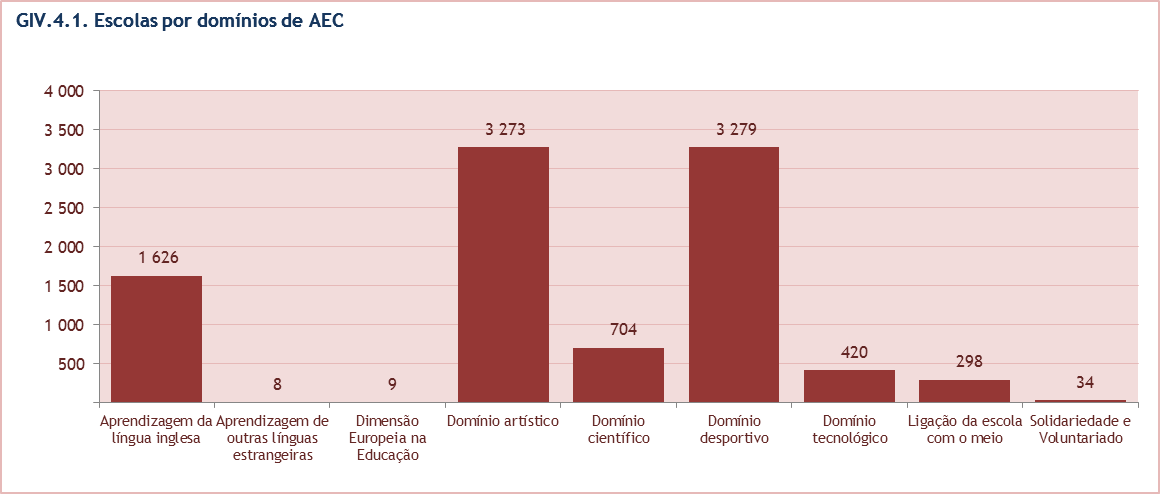 GIV.4.1. Escolas por domínios de AEC
4 000
3 500
3 000
2 500
2 000
1 500
1 000
500
1 626
8
9
3 273
704
3 279
420
298
34
Aprendizagem da
língua inglesa
Aprendizagem de
outras línguas
estrangeiras
Dimensão
Europeia na
Educação
Domínio artístico
Domínio
científico
Domínio
desportivo
Domínio
tecnológico
Ligação da escola
com o meio
Solidariedade e
Voluntariado